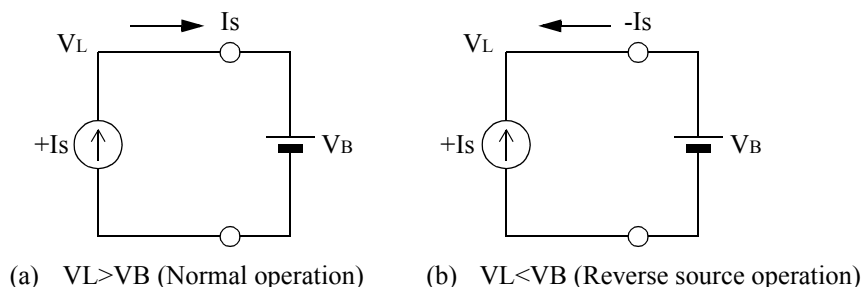 Is
VL
+Is
VB
(a) VL>VB (Normal operation)
-Is
VL
+Is
VB
(b) VL<VB (Reverse source operation)